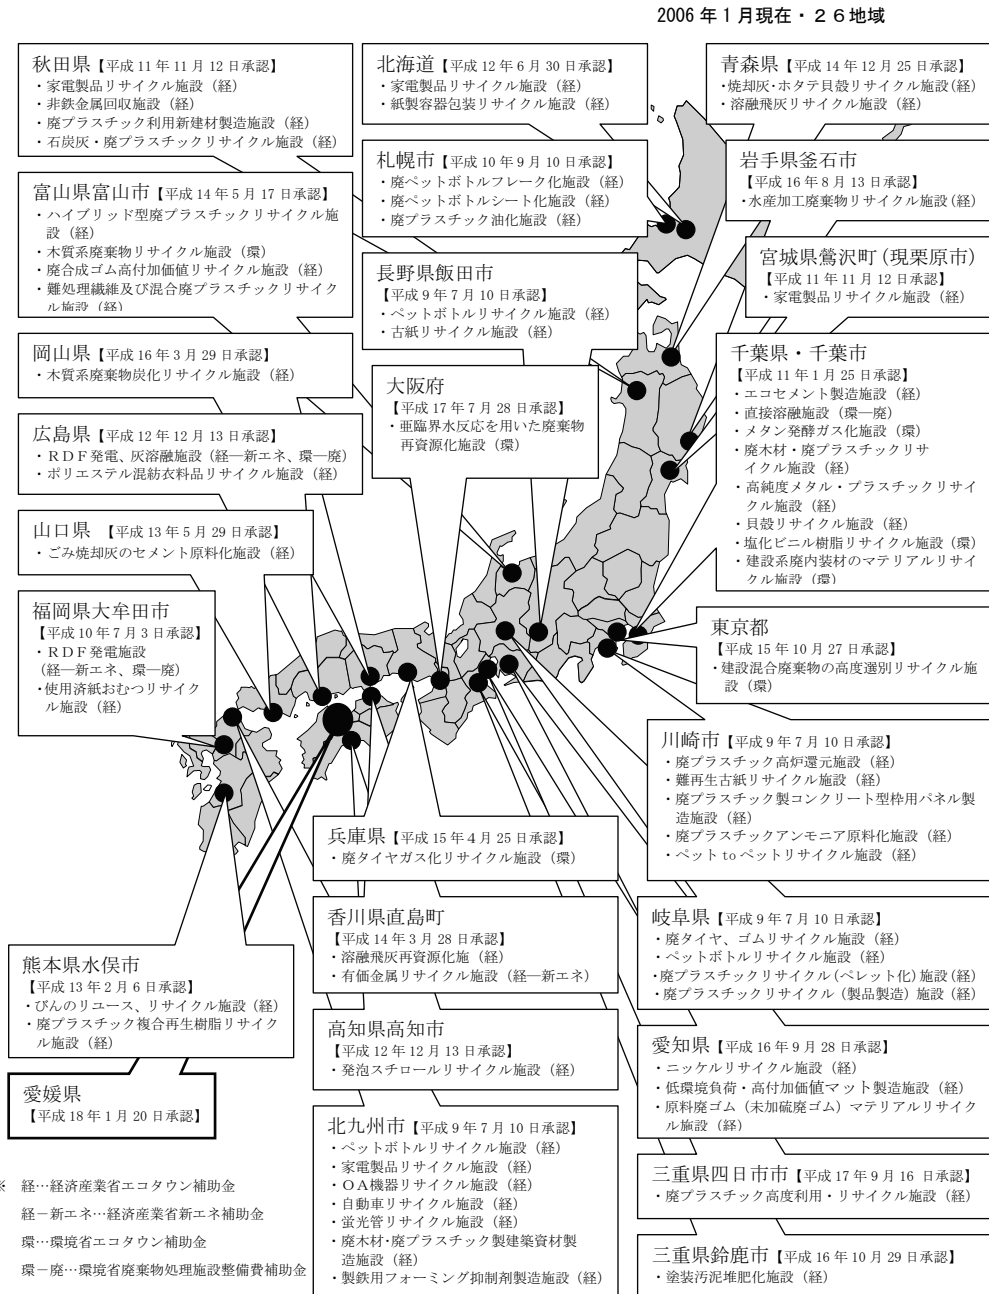 2006年1月現在・26地域
秋田県【平成11年11月12日承認】
・家電製品リサイクル施設（経）
・非鉄金属回収施設（経）
・廃プラスチック利用新建材製造施設（経）
・石炭灰・廃プラスチックリサイクル施設（経）
北海道【平成12年6月30日承認】
・家電製品リサイクル施設（経）
・紙製容器包装リサイクル施設（経）
青森県【平成14年12月25日承認】
・焼却灰･ホタテ貝殻リサイクル施設(経)
・溶融飛灰リサイクル施設（経）
札幌市【平成10年9月10日承認】
・廃ペットボトルフレーク化施設（経）
・廃ペットボトルシート化施設（経）
・廃プラスチック油化施設（経）
岩手県釜石市
【平成16年8月13日承認】
・水産加工廃棄物リサイクル施設(経)
富山県富山市【平成14年5月17日承認】
・ハイブリッド型廃プラスチックリサイクル施
設（経）
・木質系廃棄物リサイクル施設（環）
・廃合成ゴム高付加価値リサイクル施設（経）
・難処理繊維及び混合廃プラスチックリサイク
ル施設（経）
長野県飯田市
【平成9年7月10日承認】
・ペットボトルリサイクル施設（経）
・古紙リサイクル施設（経）
宮城県鶯沢町(現栗原市)
【平成11年11月12日承認】
・家電製品リサイクル施設（経）
岡山県【平成16年3月29日承認】
・木質系廃棄物炭化リサイクル施設（経）
大阪府
【平成17年7月28日承認】
・亜臨界水反応を用いた廃棄物
再資源化施設（環）
千葉県・千葉市
【平成11年1月25日承認】
・エコセメント製造施設（経）
・直接溶融施設（環―廃）
・メタン発酵ガス化施設（環）
・廃木材・廃プラスチックリサ
イクル施設（経）
・高純度メタル・プラスチックリサイ
クル施設（経）
・貝殻リサイクル施設（経）
・塩化ビニル樹脂リサイクル施設（環）
・建設系廃内装材のマテリアルリサイ
クル施設（環）
広島県【平成12年12月13日承認】
・RDF発電、灰溶融施設（経―新エネ、環―廃）
・ポリエステル混紡衣料品リサイクル施設（経）
山口県 【平成13年5月29日承認】
・ごみ焼却灰のセメント原料化施設（経）
福岡県大牟田市
【平成10年7月3日承認】
・RDF発電施設
（経―新エネ、環―廃）
・使用済紙おむつリサイク
ル施設（経）
東京都
【平成15年10月27日承認】
・建設混合廃棄物の高度選別リサイクル施
設（環）
川崎市【平成9年7月10日承認】
・廃プラスチック高炉還元施設（経）
・難再生古紙リサイクル施設（経）
・廃プラスチック製コンクリート型枠用パネル製
造施設（経）
・廃プラスチックアンモニア原料化施設（経）
・ペットtoペットリサイクル施設（経）
兵庫県【平成15年4月25日承認】
・廃タイヤガス化リサイクル施設（環）
香川県直島町
【平成14年3月28日承認】
・溶融飛灰再資源化施（経）
・有価金属リサイクル施設（経―新エネ）
岐阜県【平成9年7月10日承認】
・廃タイヤ、ゴムリサイクル施設（経）
・ペットボトルリサイクル施設（経）
・廃プラスチックリサイクル(ペレット化)施設(経)
・廃プラスチックリサイクル（製品製造）施設（経）
熊本県水俣市
【平成13年2月6日承認】
・びんのリユース、リサイクル施設（経）
・廃プラスチック複合再生樹脂リサイク
ル施設（経）
高知県高知市
【平成12年12月13日承認】
・発泡スチロールリサイクル施設（経）
愛知県【平成16年9月28日承認】
・ニッケルリサイクル施設（経）
・低環境負荷・高付加価値マット製造施設（経）
・原料廃ゴム（未加硫廃ゴム）マテリアルリサイク
ル施設（経）
愛媛県
【平成18年1月20日承認】
北九州市【平成9年7月10日承認】
・ペットボトルリサイクル施設（経）
・家電製品リサイクル施設（経）
・OA機器リサイクル施設（経）
・自動車リサイクル施設（経）
・蛍光管リサイクル施設（経）
・廃木材･廃プラスチック製建築資材製
造施設（経）
・製鉄用フォーミング抑制剤製造施設（経）
三重県四日市市【平成17年9月16日承認】
・廃プラスチック高度利用・リサイクル施設（経）
三重県鈴鹿市【平成16年10月29日承認】
・塗装汚泥堆肥化施設（経）
※ 経…経済産業省エコタウン補助金
経－新エネ…経済産業省新エネ補助金
環…環境省エコタウン補助金
環－廃…環境省廃棄物処理施設整備費補助金